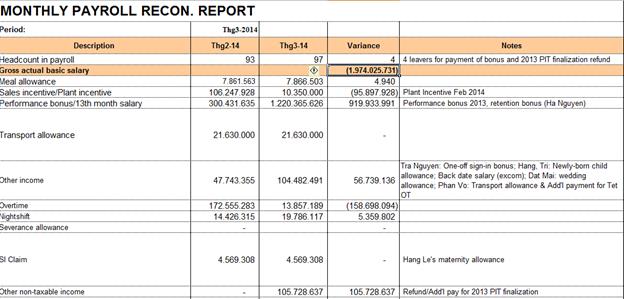 MONTHLY PAYROLL RECON. REPORT
Period: Thg3-2014
Description Thg2-14 Thg3-14 Variance Notes
Headcount in payroll 93 97 4 4 leavers for payment of bonus and 2013 PIT finalization refund
Gross actual basic salary (1.974.025.731)
Meal allowance 7.861.563 7.866.503 4.940
Sales incentive/Plant incentive 106.247.928 10.350.000 (95.897.928) Plant Incentive Feb 2014
Performance bonus/13th month salary 300.431.635 1.220.365.626 919.933.991 Performance bonus 2013, retention bonus (Ha Nguyen)
Transport allowance 21.630.000 21.630.000 -
Tra Nguyen: One-off sign-in bonus; Hang, Tri: Newly-born child
allowance; Back date salary (excom); Dat Mai: wedding
Other income 47.743.355 104.482.491 56.739.136
allowance; Phan Vo: Transport allowance & Add'l payment for Tet
OT
Overtime 172.555.283 13.857.189 (158.698.094)
Nightshift 14.426.315 19.786.117 5.359.802
Severance allowance - -
SI Claim 4.569.308 4.569.308 - Hang Le's maternity allowance
Other non-taxable income - 105.728.637 105.728.637 Refund/Add'l pay for 2013 PIT finalization